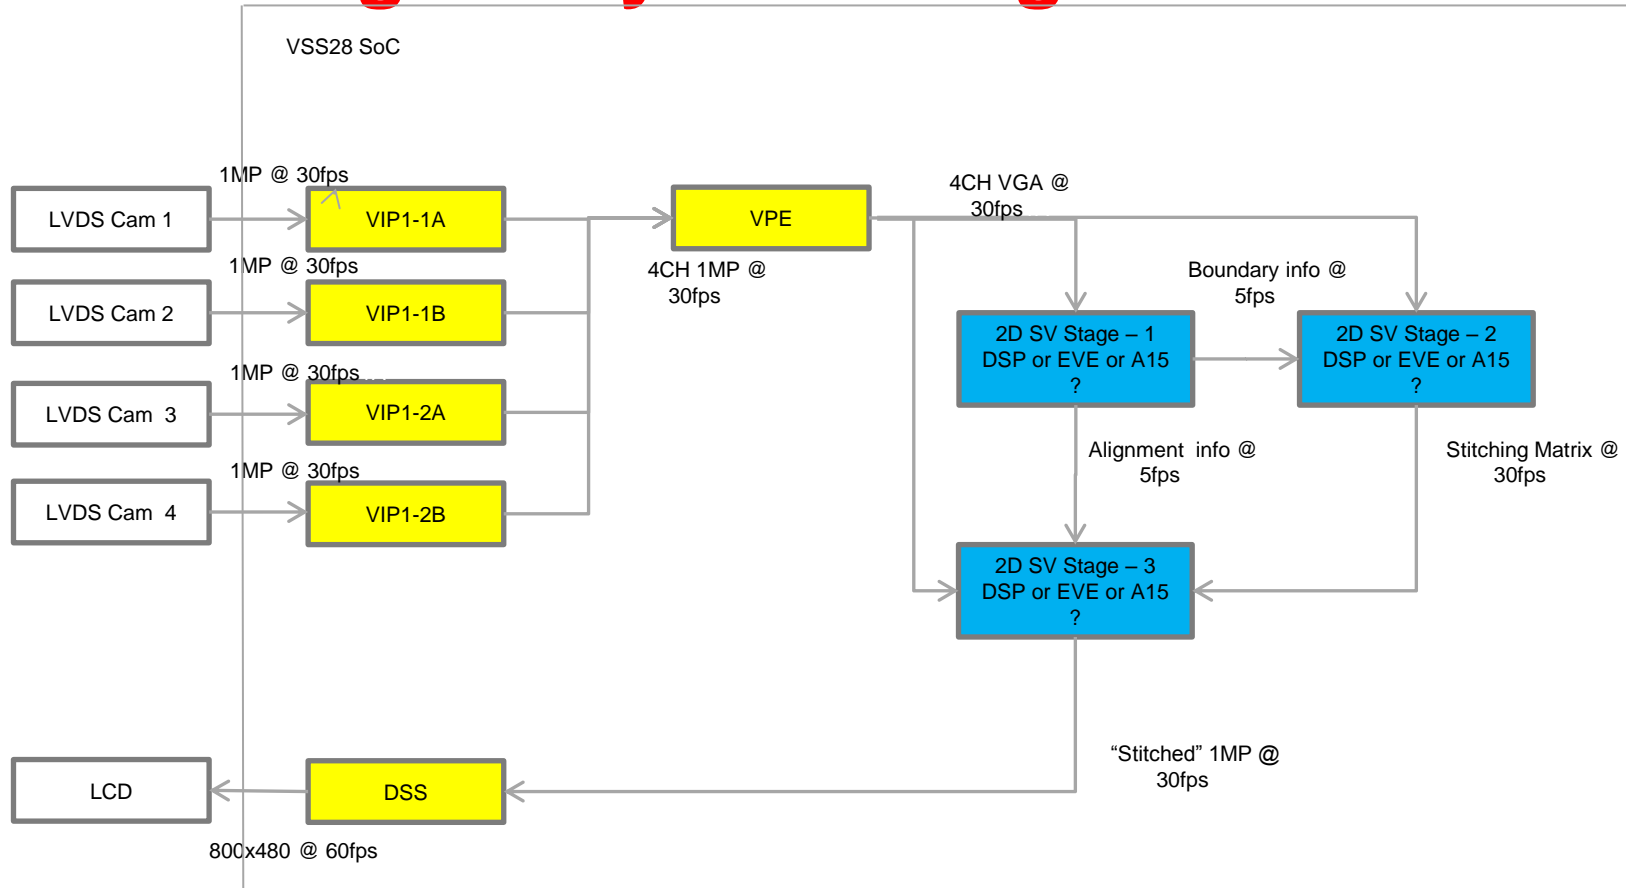 VSS28 SoC
1MP @ 30fps
LVDS Cam 1
VIP1-1A
VPE
4CH VGA @
30fps
1MP @ 30fps
4CH 1MP @
30fps
Boundary info @
5fps
LVDS Cam 2
VIP1-1B
2D SV Stage – 1
DSP or EVE or A15
?
2D SV Stage – 2
DSP or EVE or A15
?
1MP @ 30fps
LVDS Cam 3
VIP1-2A
Alignment info @
5fps
Stitching Matrix @
30fps
1MP @ 30fps
LVDS Cam 4
VIP1-2B
2D SV Stage – 3
DSP or EVE or A15
?
“Stitched” 1MP @
30fps
LCD
DSS
800x480 @ 60fps